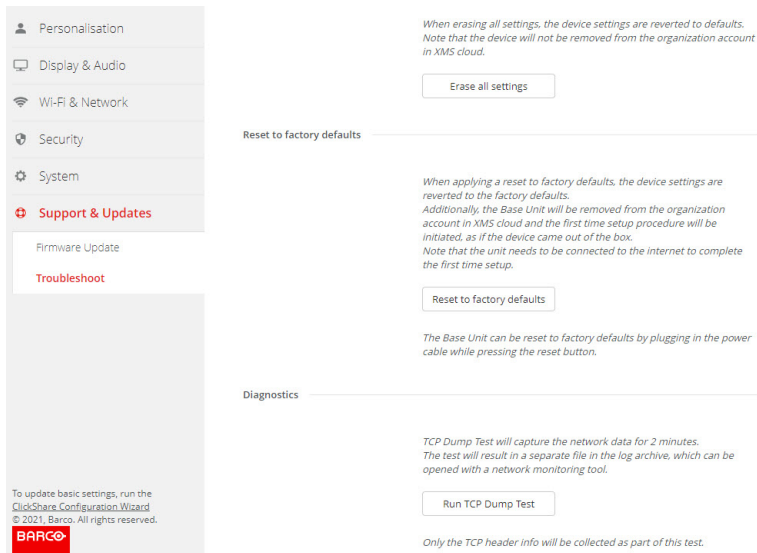 Personalisation
Display & Audio
Wi-Fi & Network
Security
System
Support & Updates
Firmware Update
Troubleshoot
To update basic settings, run the
ClickShare Configuration Wizard
© 2021, Barco. All rights reserved.
BARCO
When erasing all settings, the device settings are reverted to defaults.
Note that the device will not be removed from the organization account
in XMS cloud.
Erase all settings
Reset to factory defaults
When applying a reset to factory defaults, the device settings are
reverted to the factory defaults.
Additionally, the Base Unit will be removed from the organization
account in XMS cloud and the first time setup procedure will be
initiated, as if the device came out of the box.
Note that the unit needs to be connected to the internet to complete
the first time setup.
Reset to factory defaults
The Base Unit can be reset to factory defaults by plugging in the power
cable while pressing the reset button.
Diagnostics
TCP Dump Test will capture the network data for 2 minutes.
The test will result in a separate file in the log archive, which can be
opened with a network monitoring tool.
Run TCP Dump Test
Only the TCP header info will be collected as part of this test.